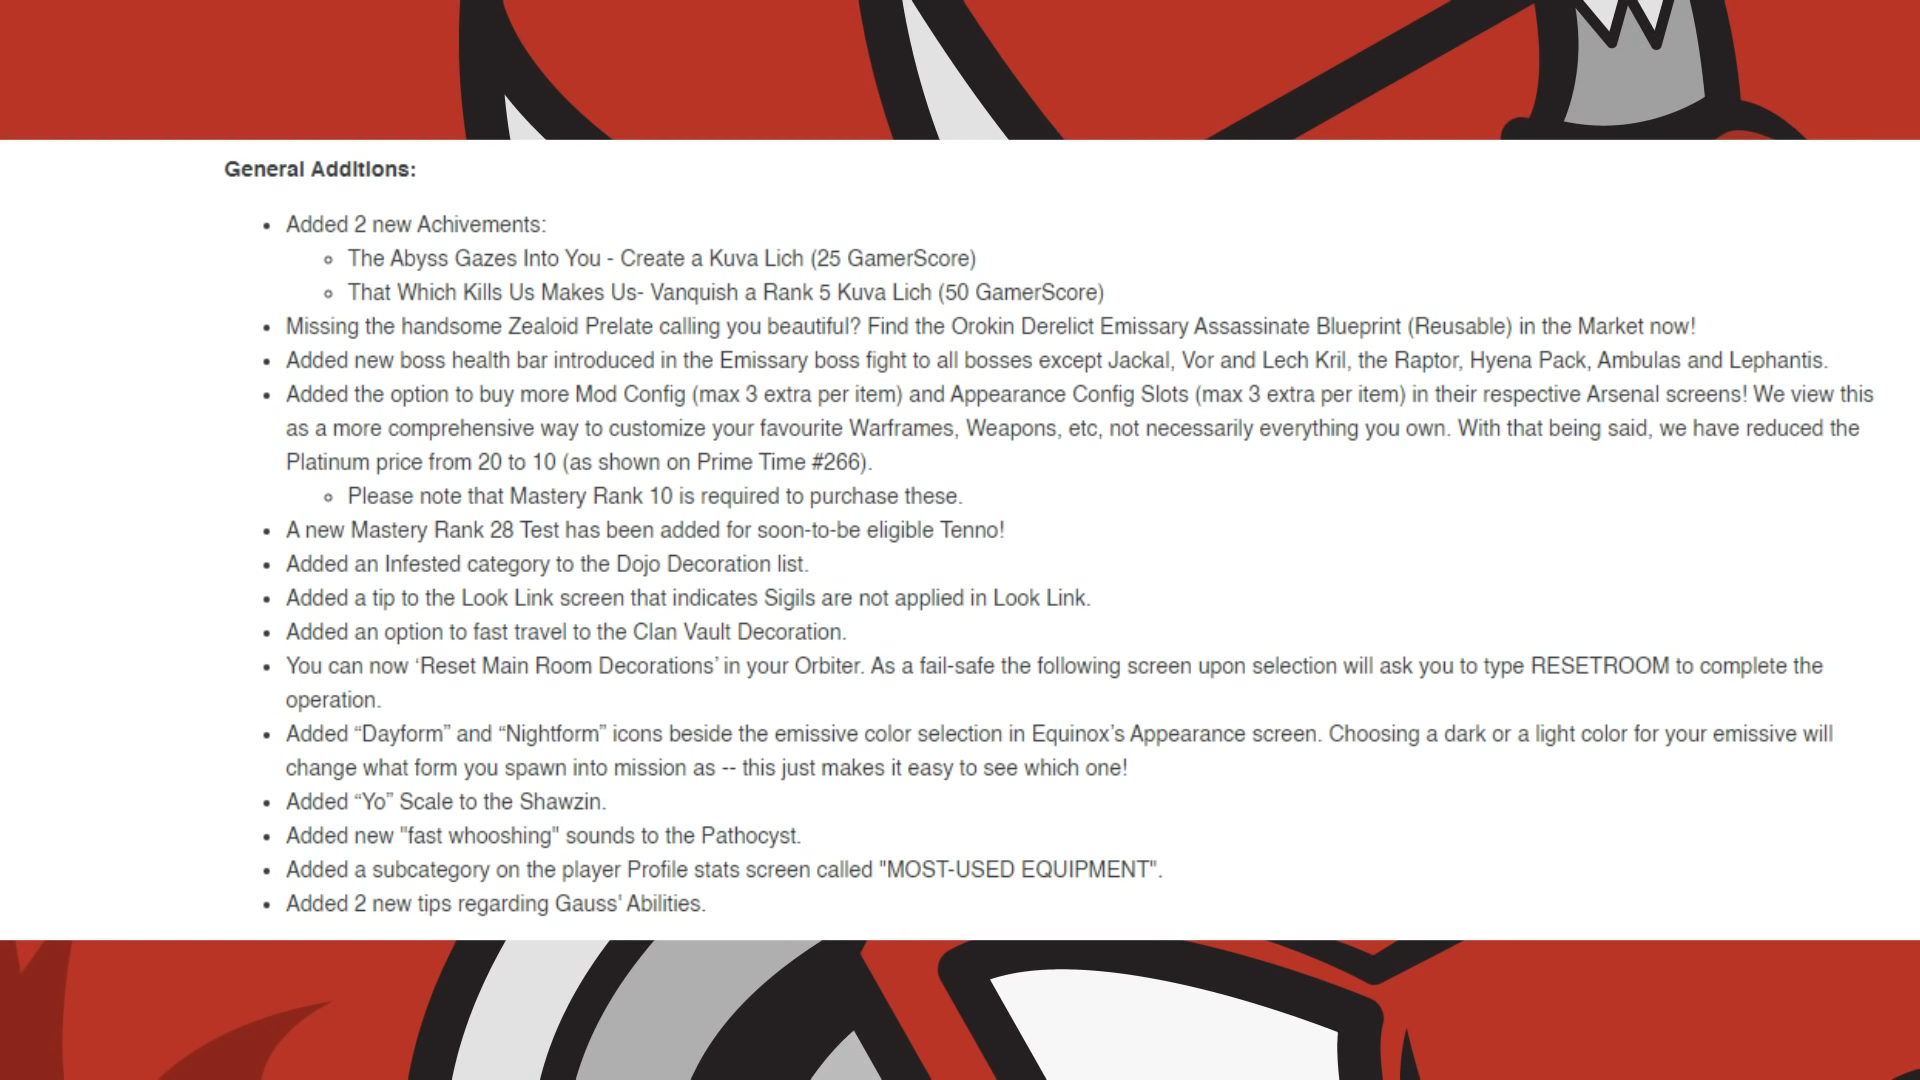 General Additions:
• Added 2 new Achivements:
◦ The Abyss Gazes Into You - Create a Kuva Lich (25 GamerScore)
◦ That Which Kills Us Makes Us- Vanquish a Rank 5 Kuva Lich (50 GamerScore)
• Missing the handsome Zealoid Prelate calling you beautiful? Find the Orokin Derelict Emissary Assassinate Blueprint (Reusable) in the Market now!
• Added new boss health bar introduced in the Emissary boss fight to all bosses except Jackal, Vor and Lech Kril, the Raptor, Hyena Pack, Ambulas and Lephantis.
• Added the option to buy more Mod Config (max 3 extra per item) and Appearance Config Slots (max 3 extra per item) in their respective Arsenal screens! We view this
as a more comprehensive way to customize your favourite Warframes, Weapons, etc, not necessarily everything you own. With that being said, we have reduced the
Platinum price from 20 to 10 (as shown on Prime Time #266).
◦ Please note that Mastery Rank 10 is required to purchase these.
• A new Mastery Rank 28 Test has been added for soon-to-be eligible Tenno!
• Added an Infested category to the Dojo Decoration list.
• Added a tip to the Look Link screen that indicates Sigils are not applied in Look Link.
• Added an option to fast travel to the Clan Vault Decoration.
• You can now ‘Reset Main Room Decorations’ in your Orbiter. As a fail-safe the following screen upon selection will ask you to type RESETROOM to complete the
operation.
• Added “Dayform” and “Nightform” icons beside the emissive color selection in Equinox’s Appearance screen. Choosing a dark or a light color for your emissive will
change what form you spawn into mission as -- this just makes it easy to see which one!
• Added “Yo” Scale to the Shawzin.
• Added new "fast whooshing" sounds to the Pathocyst.
• Added a subcategory on the player Profile stats screen called "MOST-USED EQUIPMENT".
• Added 2 new tips regarding Gauss' Abilities.